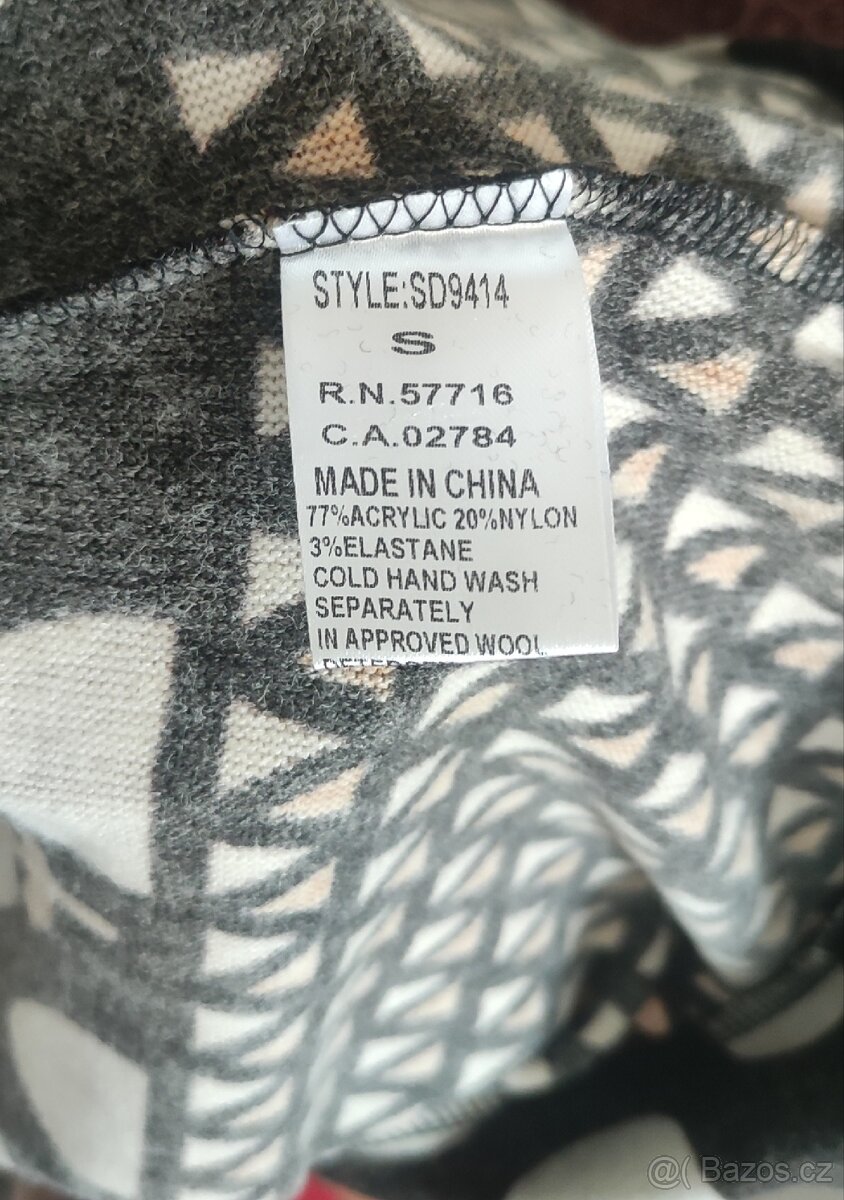 STYLE:SD9414
S
R.N.57716
C.A.02784
MADE IN CHINA
77%ACRYLIC 20%NYLON
3%ELASTANE
COLD HAND WASH
SEPARATELY
IN APPROVED WOOL
@( Bazos.cz